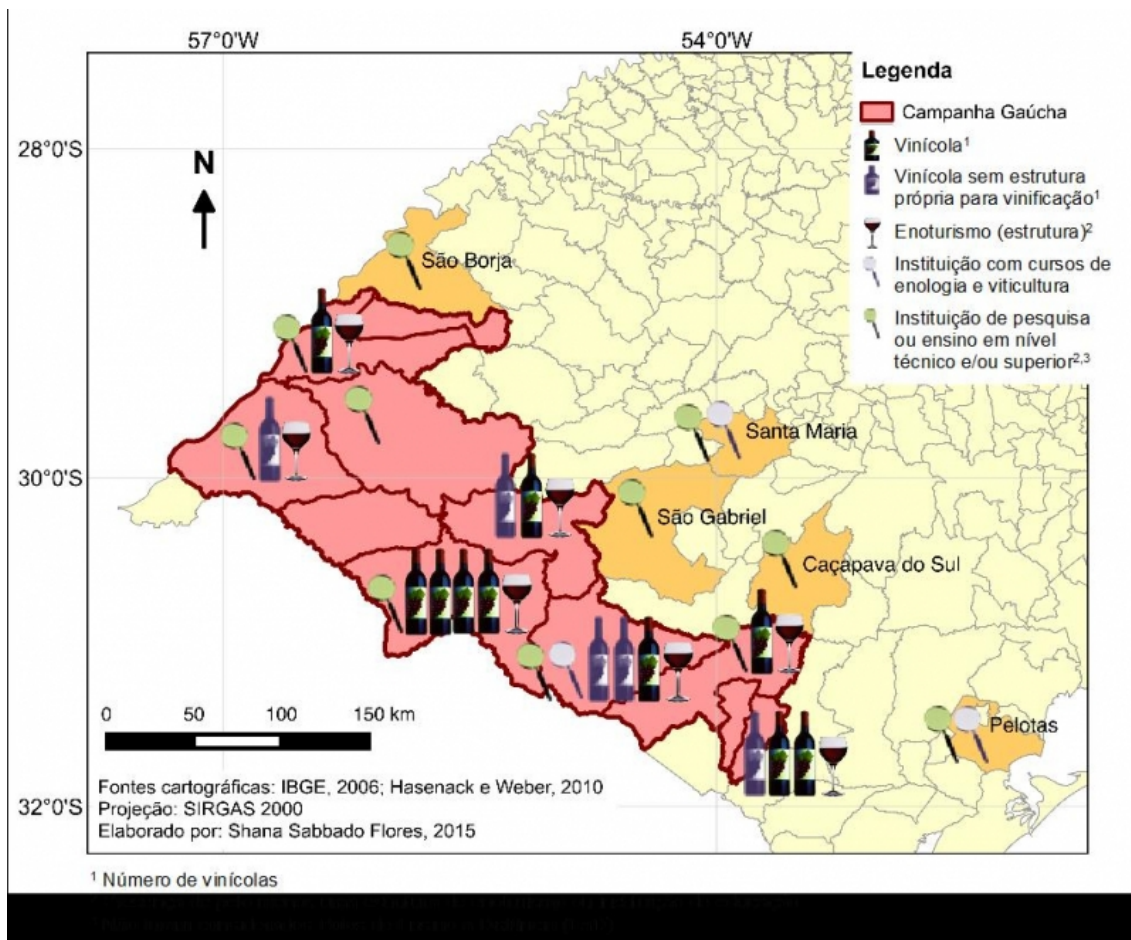 57°0'W
54°0'W
28°0'S
30°0'S
32°0'S
N
Legenda
Campanha Gaúcha
Vinícola¹
Vinícola sem estrutura
própria para vinificação¹
Enoturismo (estrutura)²
Instituição com cursos de
enologia e viticultura
Instituição de pesquisa
ou ensino em nível
técnico e/ou superior²,³
São Borja
Santa Maria
São Gabriel
Caçapava do Sul
Pelotas
0 50 100 150 km
Fontes cartográficas: IBGE, 2006; Hasenack e Weber, 2010
Projeção: SIRGAS 2000
Elaborado por: Shana Sabbado Flores, 2015
¹ Número de vinícolas